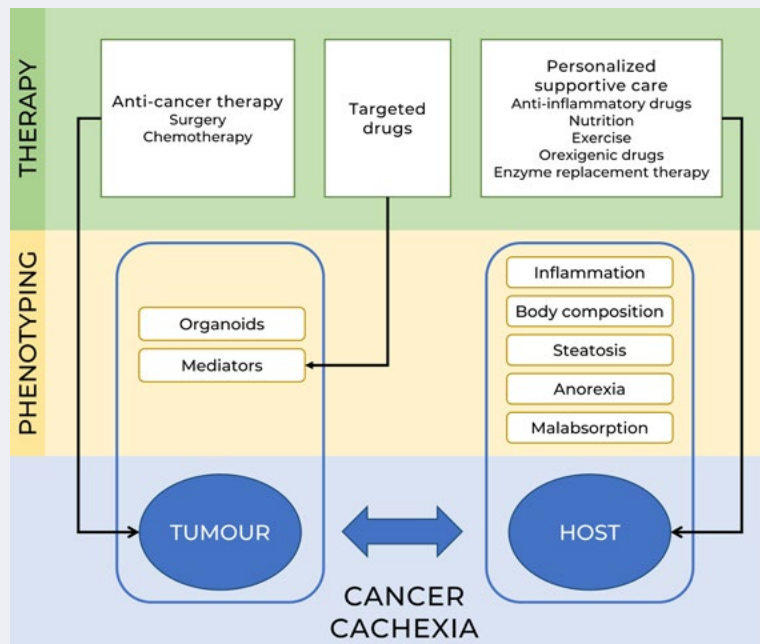 THERAPY
Anti-cancer therapy
Surgery
Chemotherapy
Targeted
drugs
Personalized
supportive care
Anti-inflammatory drugs
Nutrition
Exercise
Orexigenic drugs
Enzyme replacement therapy
PHENOTYPING
Organoids
Mediators
Inflammation
Body composition
Steatosis
Anorexia
Malabsorption
TUMOUR
HOST
CANCER
CACHEXIA